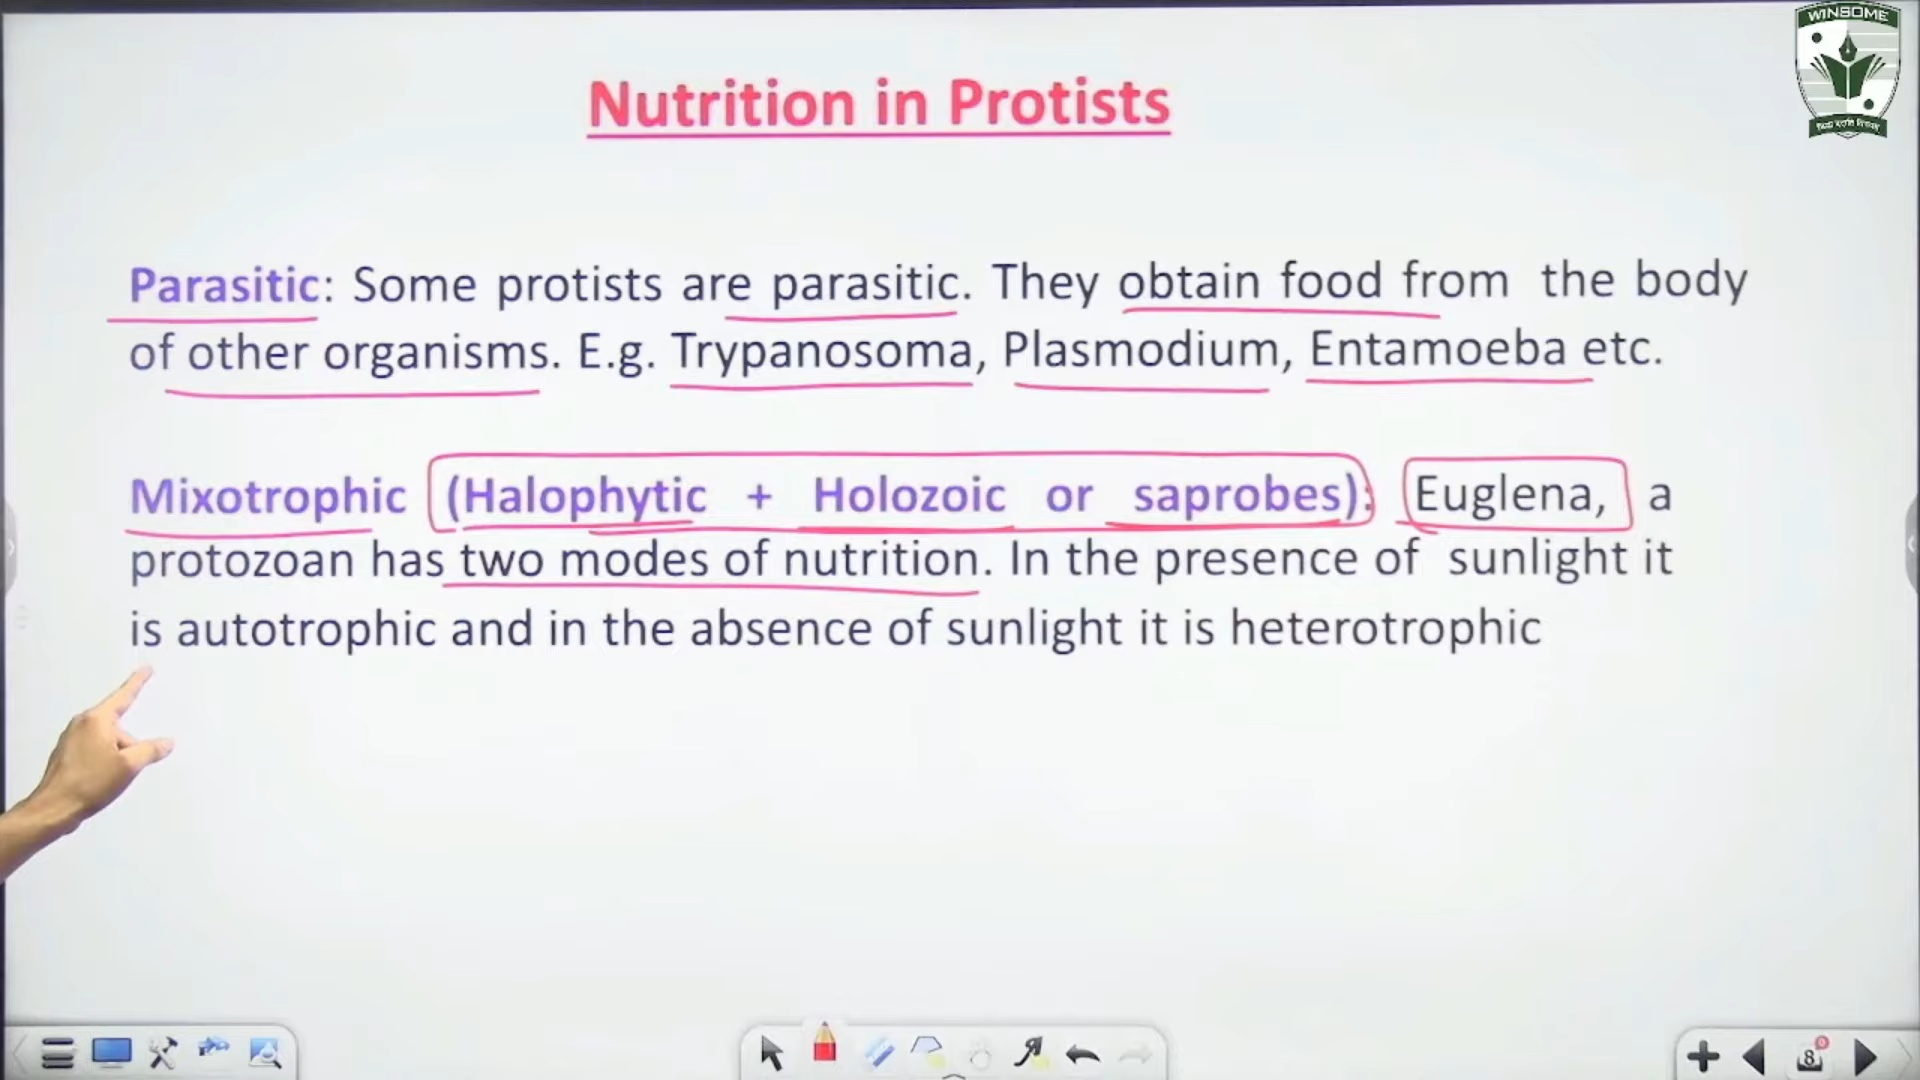 WINSOME
Nutrition in Protists
Parasitic: Some protists are parasitic. They obtain food from the body
of other organisms. E.g. Trypanosoma, Plasmodium, Entamoeba etc.
Mixotrophic (Halophytic + Holozoic or saprobes): Euglena, a
protozoan has two modes of nutrition. In the presence of sunlight it
is autotrophic and in the absence of sunlight it is heterotrophic
8